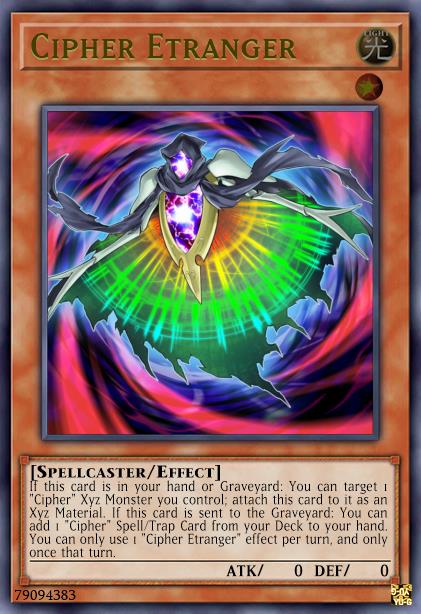 Cipher Etranger
LIGHT
光
[Spellcaster/Effect]
If this card is in your hand or Graveyard: You can target 1
"Cipher" Xyz Monster you control; attach this card to it as an
Xyz Material. If this card is sent to the Graveyard: You can
add 1 "Cipher" Spell/Trap Card from your Deck to your hand.
You can only use 1 "Cipher Etranger" effect per turn, and only
once that turn.
ATK/ 0 DEF/ 0
79094383